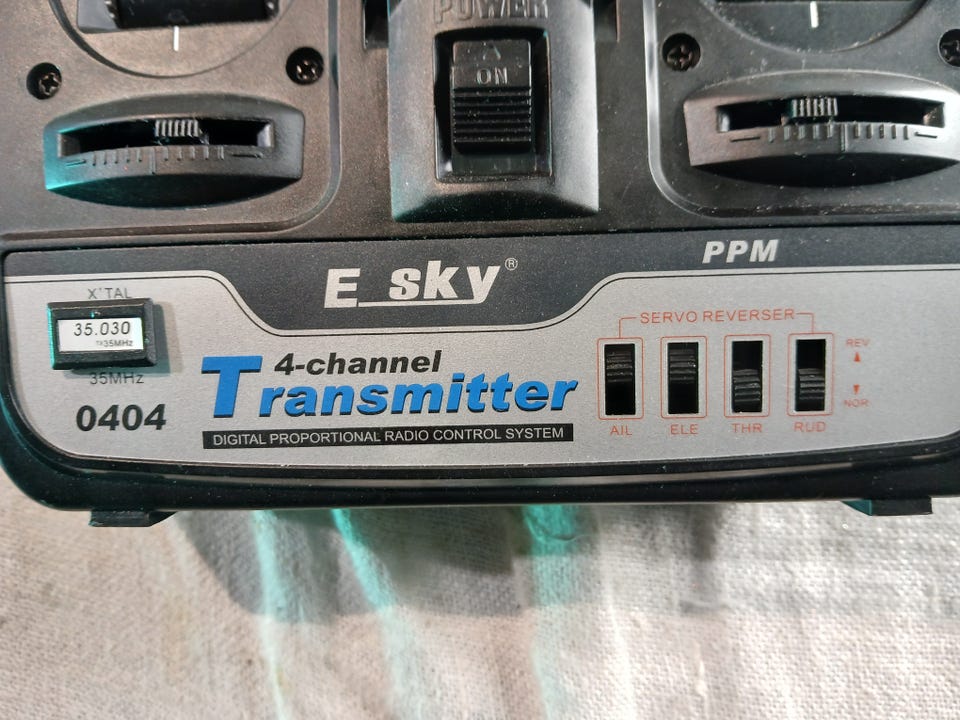 POWER
ON
PPM
E_sky®
X'TAL
35.030
TX35MHz
35MHz
0404
4-channel
Transmitter
DIGITAL PROPORTIONAL RADIO CONTROL SYSTEM
SERVO REVERSER
REV
NOR
AIL ELE THR RUD